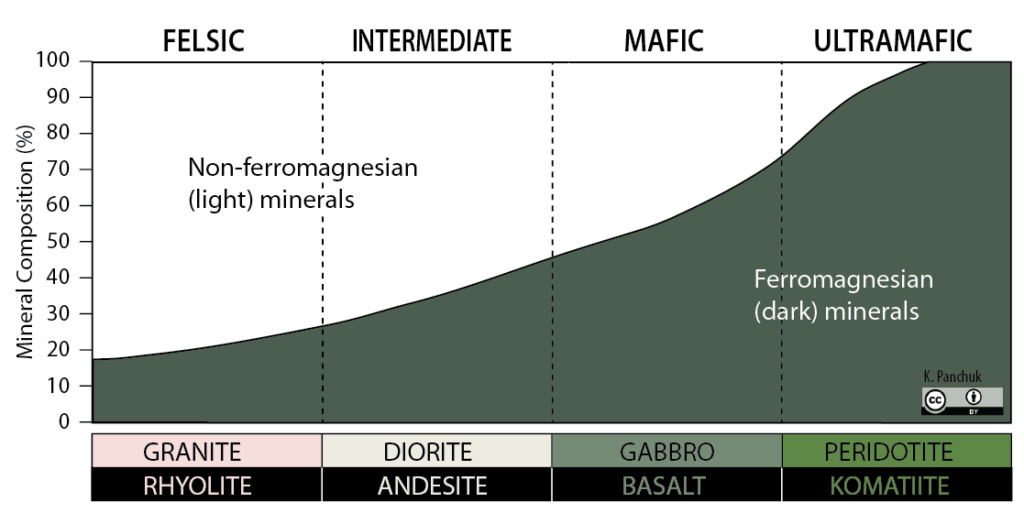 FELSIC INTERMEDIATE MAFIC ULTRAMAFIC
Mineral Composition (%)
100
90
80
70
60
50
40
30
20
10
0
Non-ferromagnesian
(light) minerals
Ferromagnesian
(dark) minerals
K. Panchuk
cc
BY
GRANITE DIORITE GABBRO PERIDOTITE
RHYOLITE ANDESITE BASALT KOMATIITE